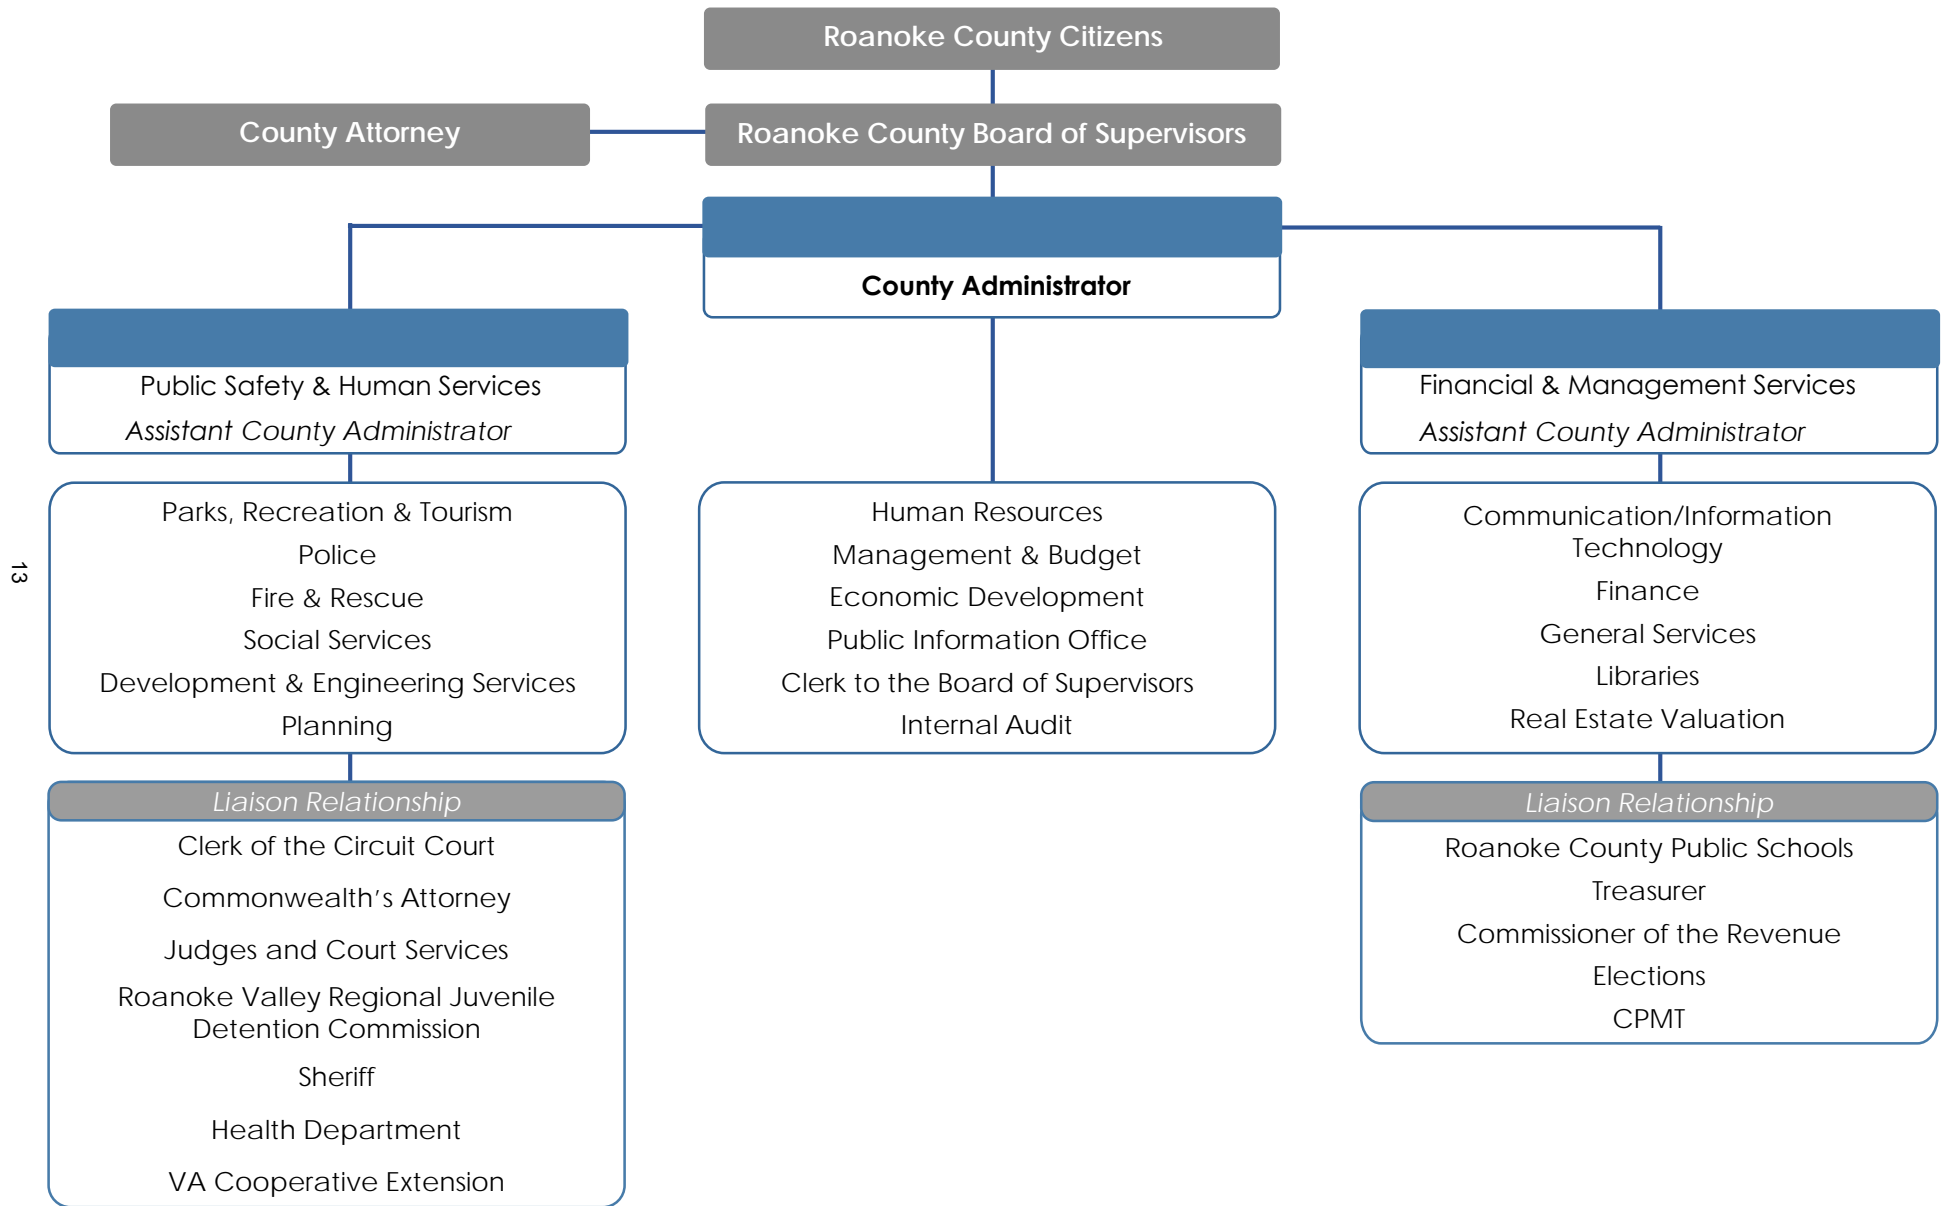 Roanoke County Citizens
County Attorney
Roanoke County Board of Supervisors
County Administrator
Public Safety & Human Services
Assistant County Administrator
Financial & Management Services
Assistant County Administrator
Parks, Recreation & Tourism
Police
Fire & Rescue
Social Services
Development & Engineering Services
Planning
Human Resources
Management & Budget
Economic Development
Public Information Office
Clerk to the Board of Supervisors
Internal Audit
Communication/Information
Technology
Finance
General Services
Libraries
Real Estate Valuation
Liaison Relationship
Clerk of the Circuit Court
Commonwealth's Attorney
Judges and Court Services
Roanoke Valley Regional Juvenile
Detention Commission
Sheriff
Health Department
VA Cooperative Extension
Liaison Relationship
Roanoke County Public Schools
Treasurer
Commissioner of the Revenue
Elections
CPMT
13